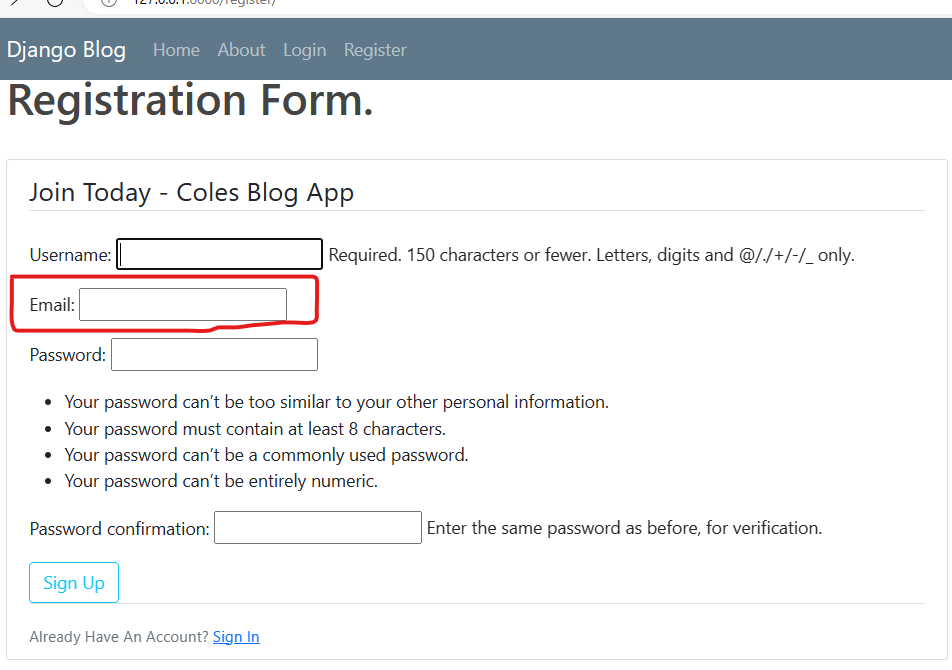 127.0.0.1:8000/register/
Django Blog Home About Login Register
Registration Form.
Join Today - Coles Blog App
Username: Required. 150 characters or fewer. Letters, digits and @/./+/-/_ only.
Email:
Password:
• Your password can’t be too similar to your other personal information.
• Your password must contain at least 8 characters.
• Your password can’t be a commonly used password.
• Your password can’t be entirely numeric.
Password confirmation: Enter the same password as before, for verification.
Sign Up
Already Have An Account? Sign In